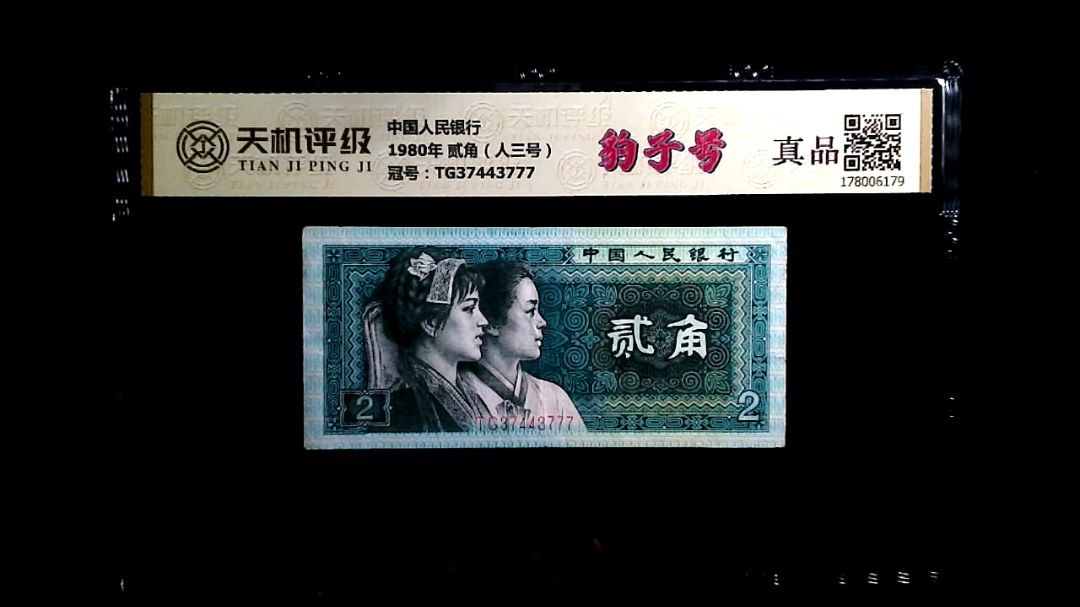 天机评级
TIAN JI PING JI
中国人民银行
1980年 贰角（人三号）
冠号：TG37443777
豹子号
真品
178006179
中国人民银行
贰角
2
2
TG37443777